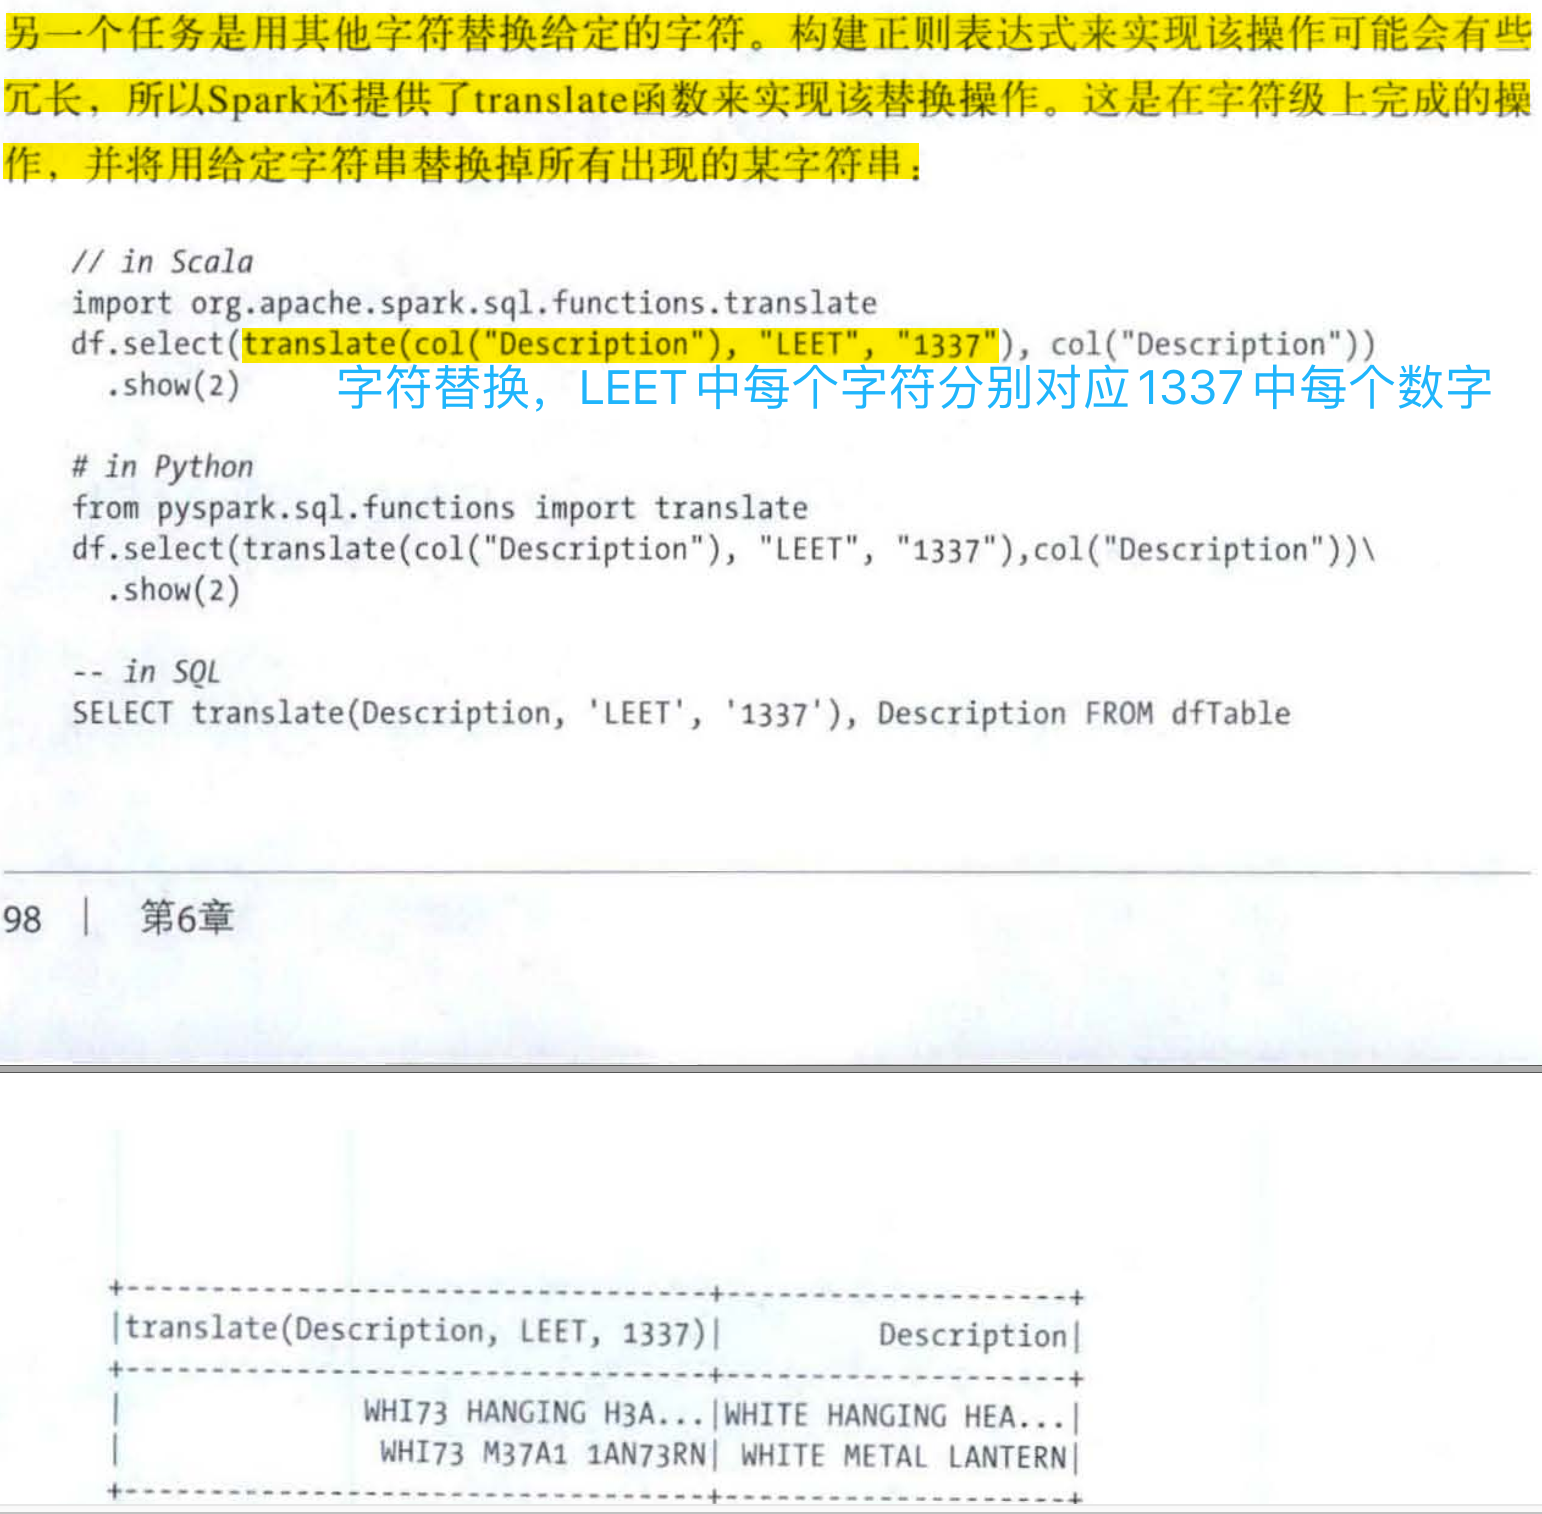 另一个任务是用其他字符替换给定的字符。构建正则表达式来实现该操作可能会有些
冗长，所以Spark还提供了translate函数来实现该替换操作。这是在字符级上完成的操
作，并将用给定字符串替换掉所有出现的某字符串：
// in Scala
import org.apache.spark.sql.functions.translate
df.select(translate(col("Description"), "LEET", "1337"), col("Description"))
  .show(2)
字符替换，LEET中每个字符分别对应1337中每个数字
# in Python
from pyspark.sql.functions import translate
df.select(translate(col("Description"), "LEET", "1337"),col("Description"))\
  .show(2)
-- in SQL
SELECT translate(Description, 'LEET', '1337'), Description FROM dfTable
98 | 第6章
+----------------------------------+--------------------+
|translate(Description, LEET, 1337)|         Description|
+----------------------------------+--------------------+
|              WHI73 HANGING H3A...|WHITE HANGING HEA...|
|               WHI73 M37A1 1AN73RN| WHITE METAL LANTERN|
+----------------------------------+--------------------+